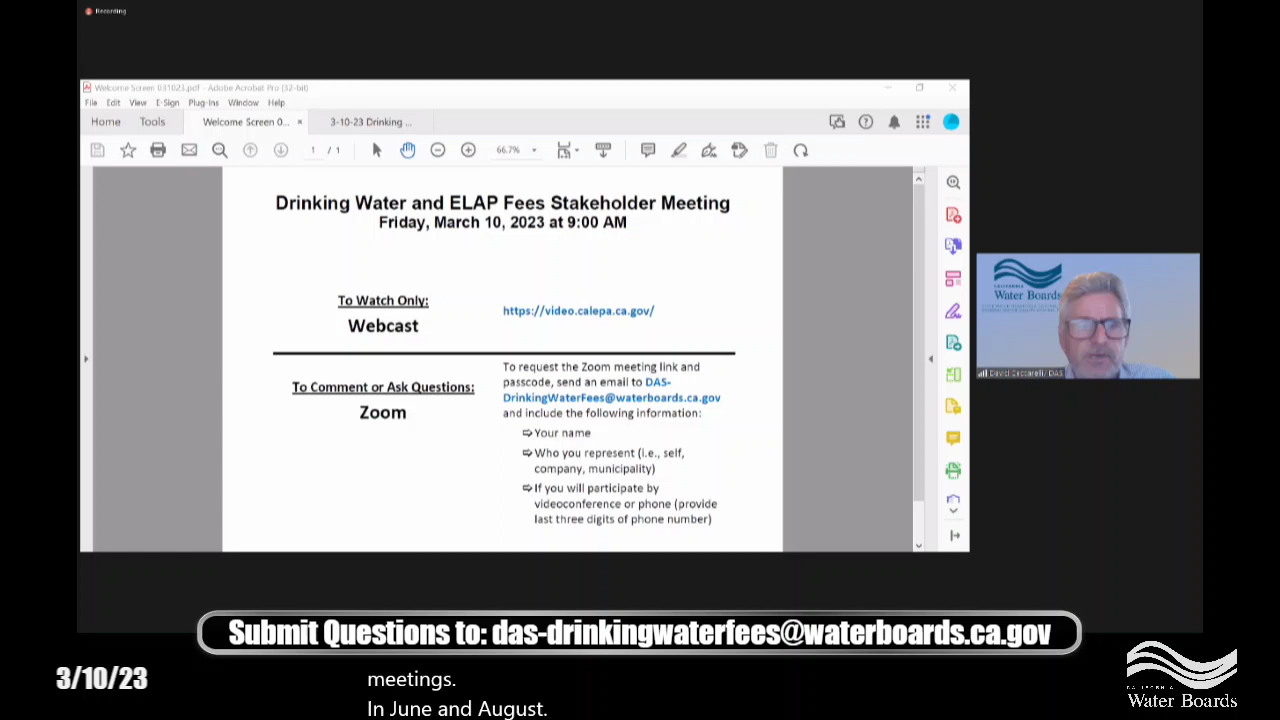 Recording
Welcome Screen 031023.pdf - Adobe Acrobat Pro (32-bit)
File Edit View E-Sign Plug-Ins Window Help
Home Tools Welcome Screen 0... × 3-10-23 Drinking ...
1 / 1 66.7%
Drinking Water and ELAP Fees Stakeholder Meeting
Friday, March 10, 2023 at 9:00 AM
To Watch Only:
Webcast
https://video.calepa.ca.gov/
To Comment or Ask Questions:
Zoom
To request the Zoom meeting link and
passcode, send an email to DAS-
DrinkingWaterFees@waterboards.ca.gov
and include the following information:
⇨ Your name
⇨ Who you represent (i.e., self,
company, municipality)
⇨ If you will participate by
videoconference or phone (provide
last three digits of phone number)
CALIFORNIA
Water Boards
David Ceccarelli/ DAS
Submit Questions to: das-drinkingwaterfees@waterboards.ca.gov
3/10/23
meetings.
In June and August.
CALIFORNIA
Water Boards